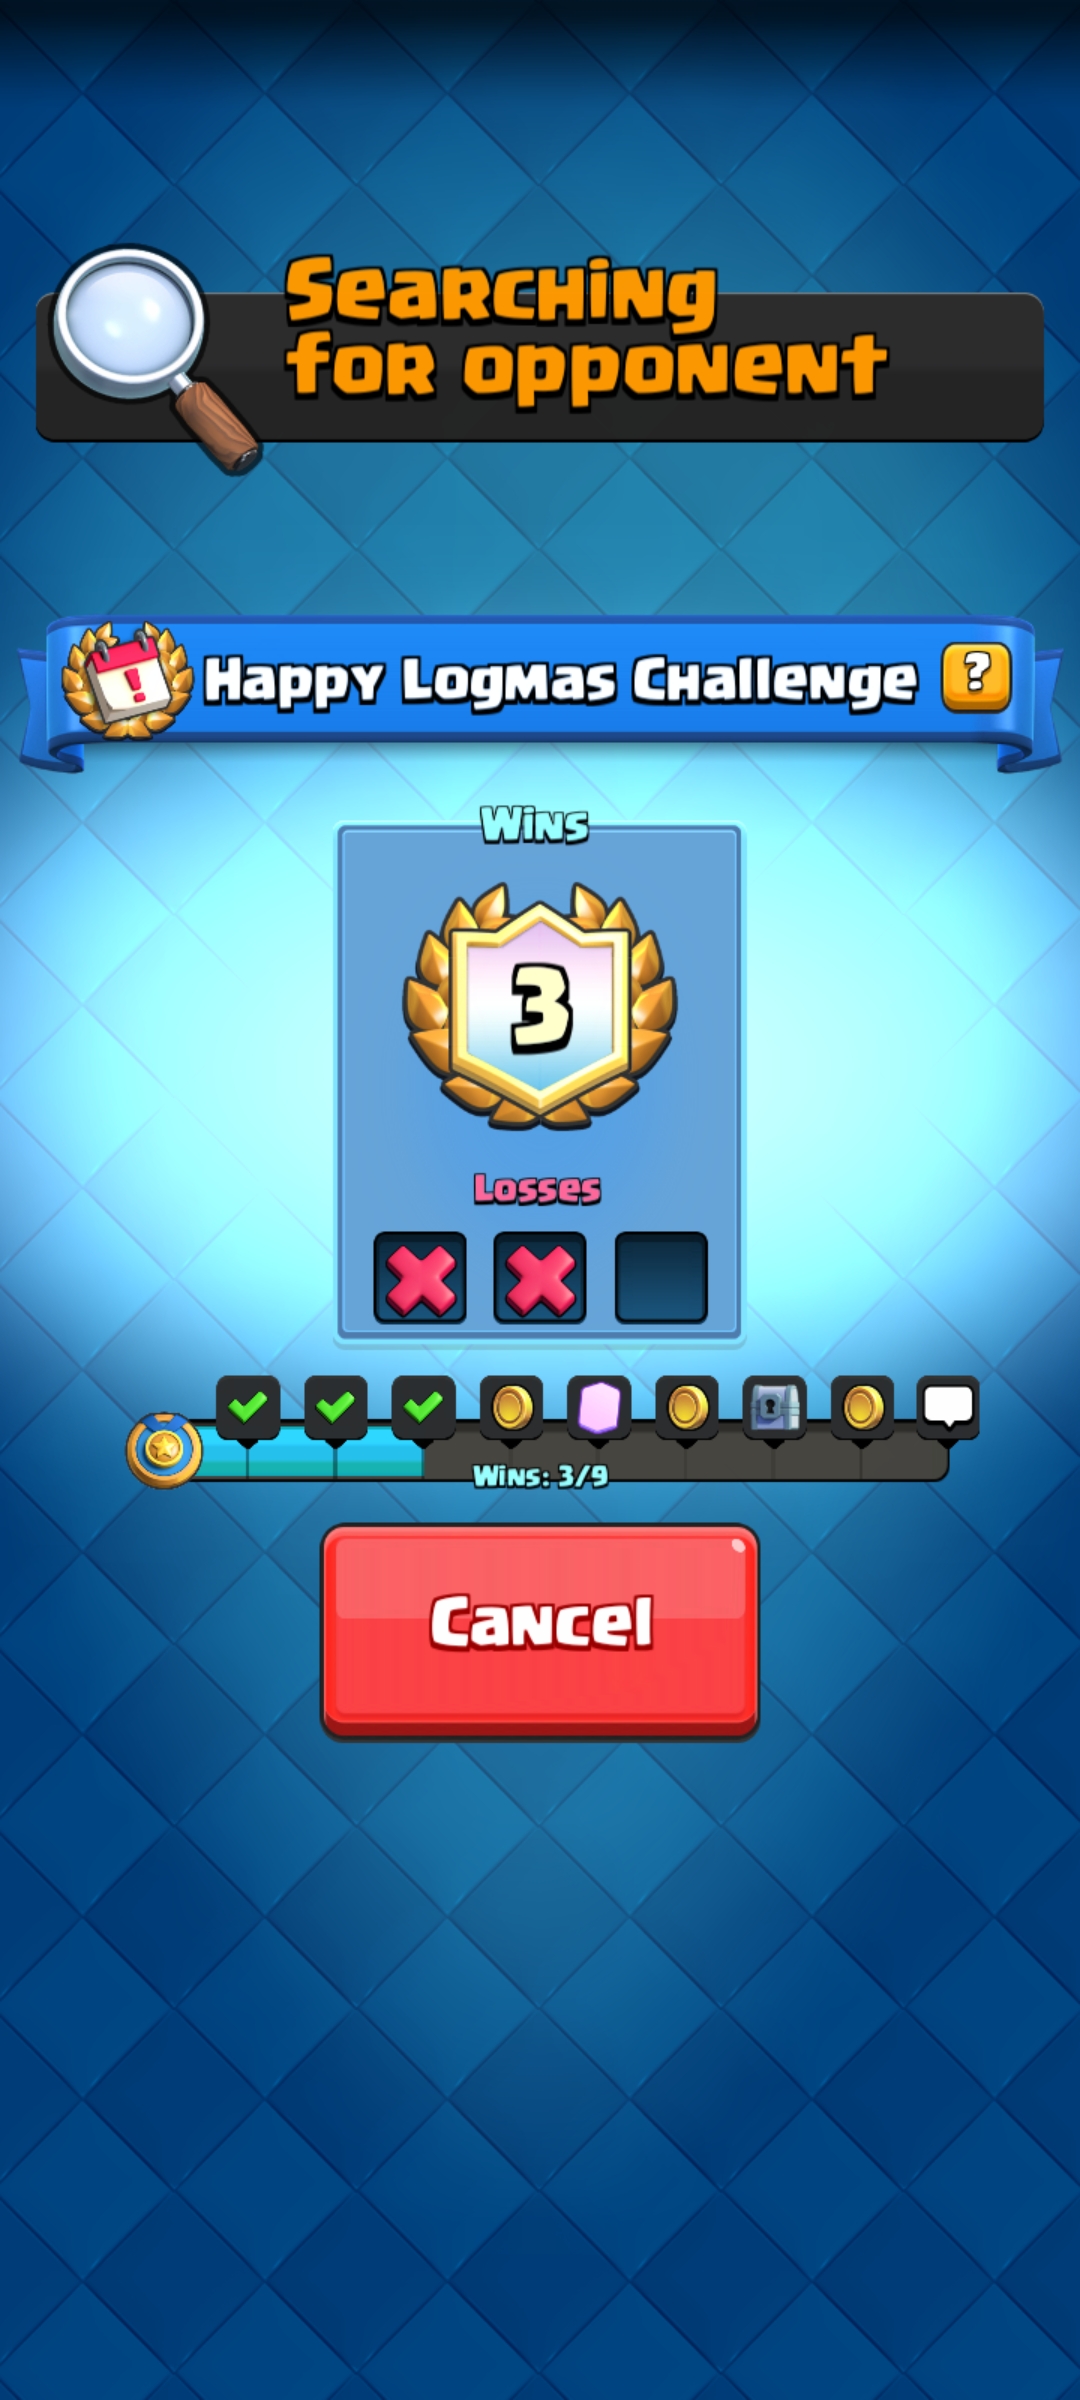 Searching
for opponent
Happy Logmas Challenge
?
Wins
3
Losses
Wins: 3/9
Cancel